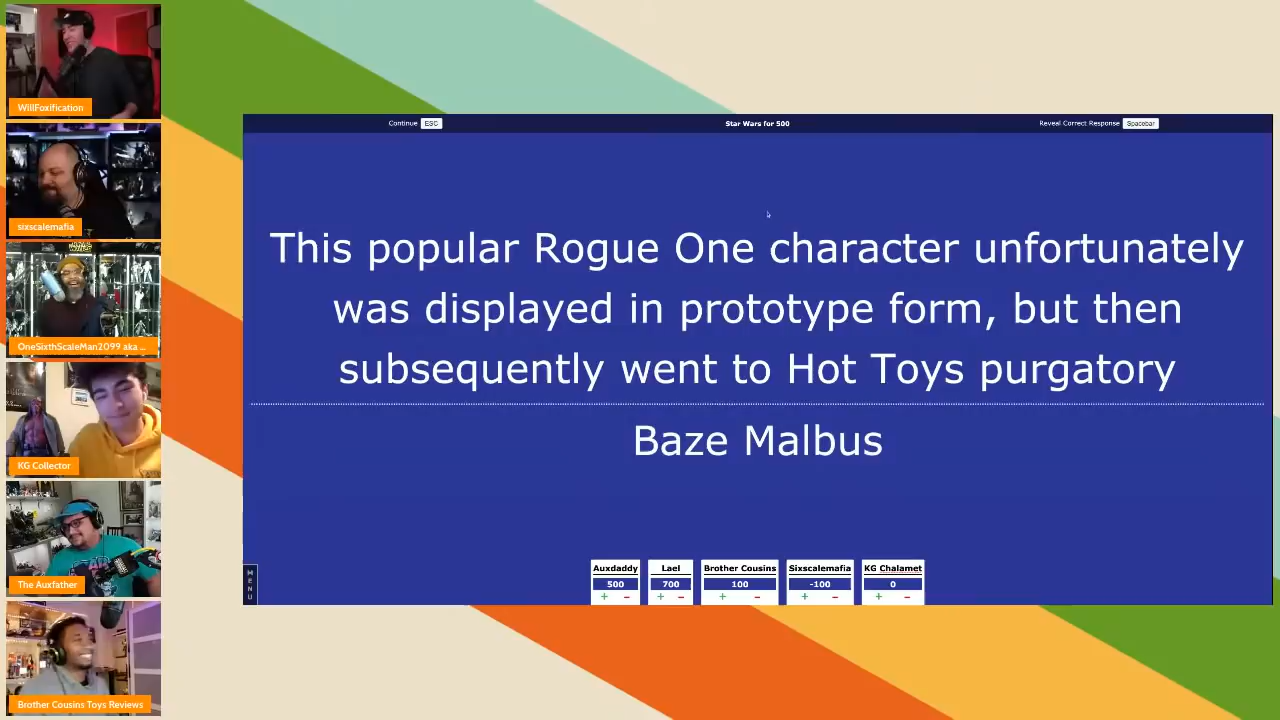 WillFoxification
sixscalemafia
OneSixthScaleMan2099 aka ...
KG Collector
The Auxfather
Brother Cousins Toys Reviews
Continue ESC
Star Wars for 500
Reveal Correct Response Spacebar
This popular Rogue One character unfortunately
was displayed in prototype form, but then
subsequently went to Hot Toys purgatory
Baze Malbus
MENU
Auxdaddy Lael Brother Cousins Sixscalemafia KG Chalamet
500 700 100 -100 0
+ - + - + - + - + -